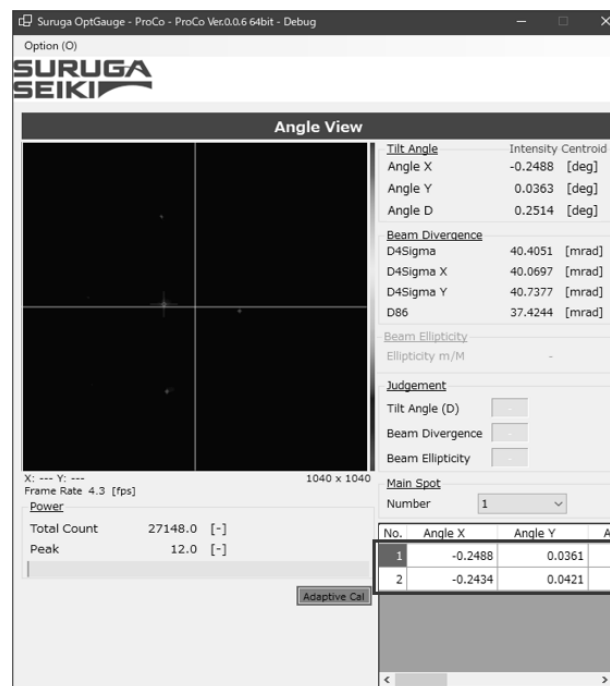 Suruga OptGauge - ProCo - ProCo Ver.0.0.6 64bit - Debug
Option (O)
SURUGA
SEIKI
Angle View
Tilt Angle Intensity Centroid
Angle X -0.2488 [deg]
Angle Y 0.0363 [deg]
Angle D 0.2514 [deg]
Beam Divergence
D4Sigma 40.4051 [mrad]
D4Sigma X 40.0697 [mrad]
D4Sigma Y 40.7377 [mrad]
D86 37.4244 [mrad]
Beam Ellipticity
Ellipticity m/M -
Judgement
Tilt Angle (D) -
Beam Divergence -
Beam Ellipticity -
X: --- Y: --- 1040 x 1040
Frame Rate 4.3 [fps]
Main Spot
Number 1
Power
Total Count 27148.0 [-]
Peak 12.0 [-]
Adaptive Cal
No. Angle X Angle Y A
1 -0.2488 0.0361
2 -0.2434 0.0421